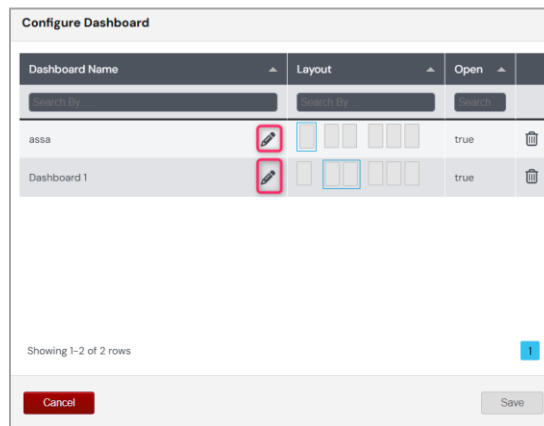 Configure Dashboard
Dashboard Name Layout Open
Search By... Search By... Search
assa true
Dashboard 1 true
Showing 1-2 of 2 rows 1
Cancel Save